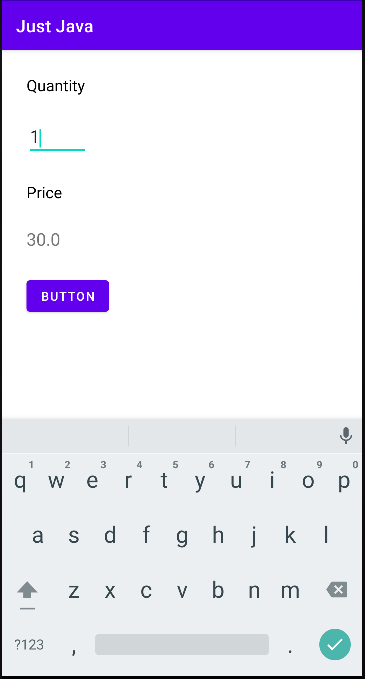 Just Java
Quantity
1
Price
30.0
BUTTON
1 2 3 4 5 6 7 8 9 0
q w e r t y u i o p
a s d f g h j k l
z x c v b n m
?123 , .